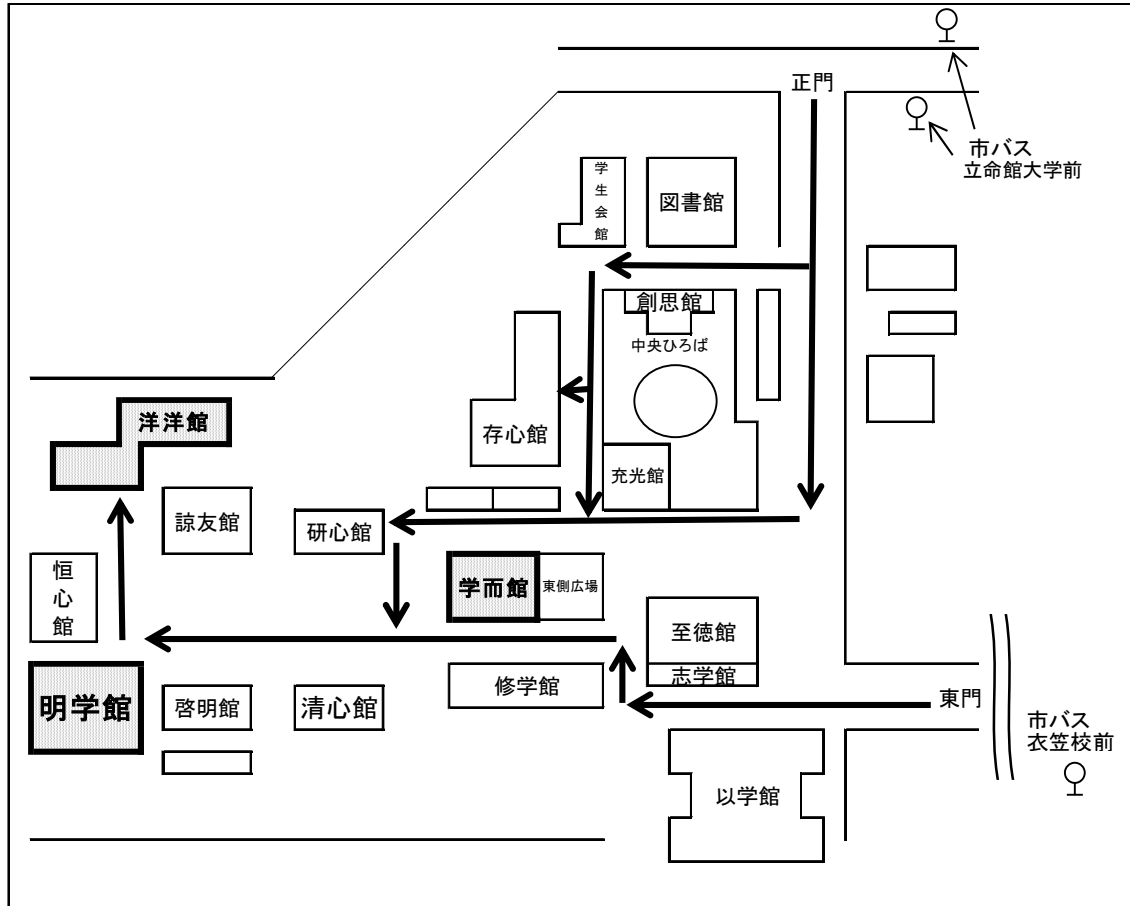 正門
市バス
立命館大学前
学生会館
図書館
創思館
中央ひろば
洋洋館
存心館
充光館
諒友館
研心館
恒心館
学而館
東側広場
至徳館
志学館
明学館
啓明館
清心館
修学館
東門
市バス
衣笠校前
以学館